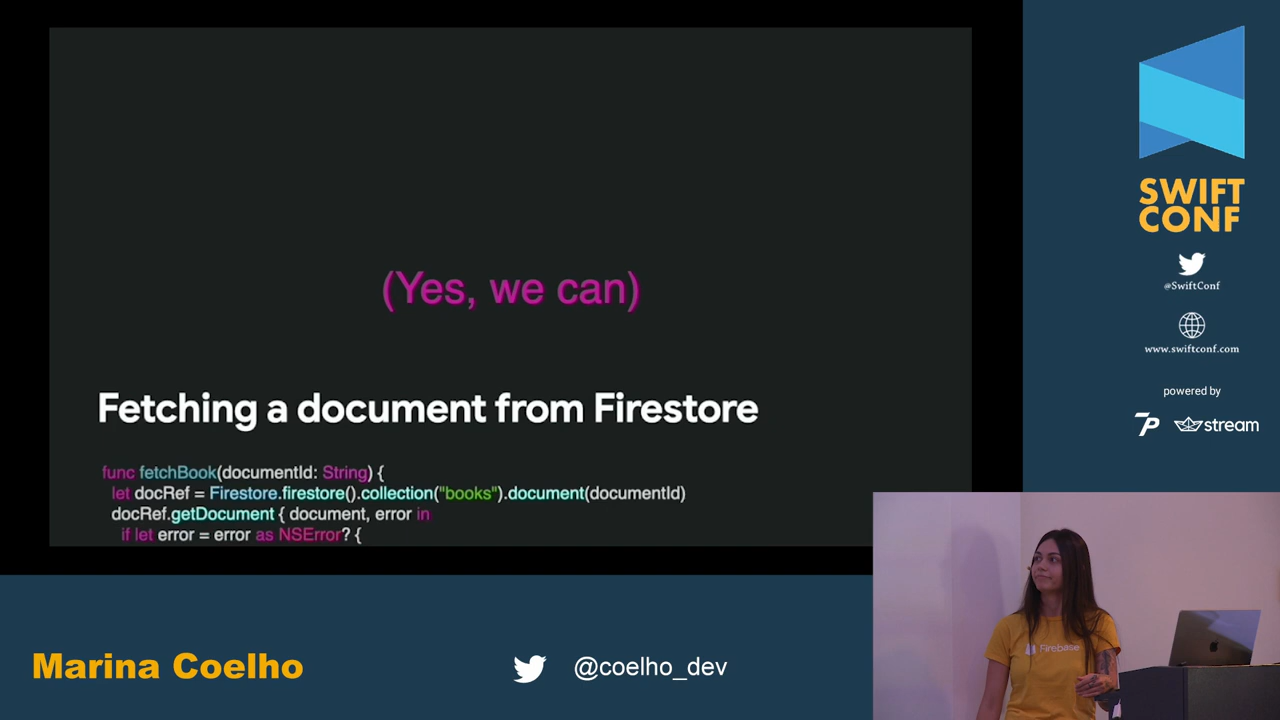 (Yes, we can)
Fetching a document from Firestore
func fetchBook(documentId: String) {
let docRef = Firestore.firestore().collection("books").document(documentId)
docRef.getDocument { document, error in
if let error = error as NSError? {
SWIFT
CONF
@SwiftConf
www.swiftconf.com
powered by
7P
stream
Firebase
Marina Coelho
@coelho_dev